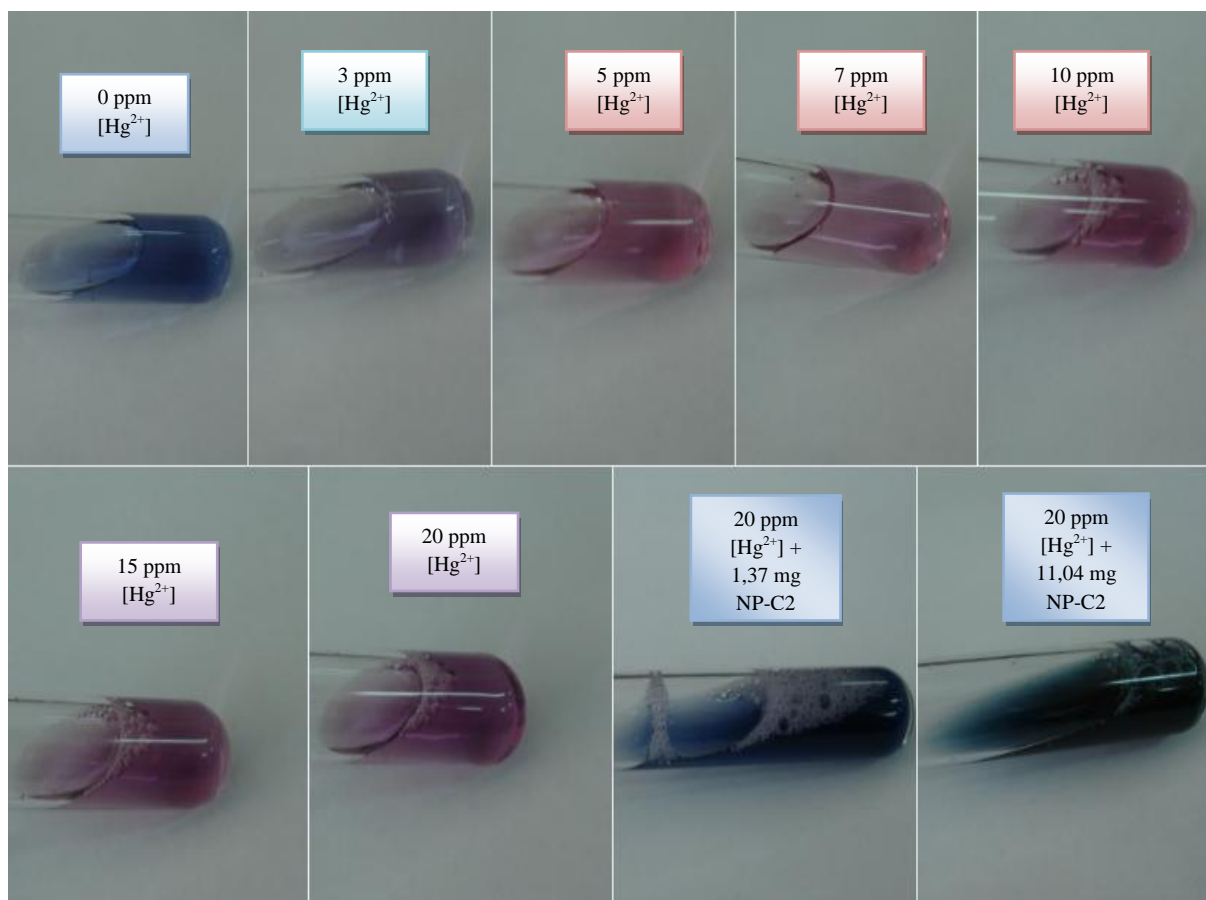 0 ppm
[Hg²⁺]
3 ppm
[Hg²⁺]
5 ppm
[Hg²⁺]
7 ppm
[Hg²⁺]
10 ppm
[Hg²⁺]
15 ppm
[Hg²⁺]
20 ppm
[Hg²⁺]
20 ppm
[Hg²⁺] +
1,37 mg
NP-C2
20 ppm
[Hg²⁺] +
11,04 mg
NP-C2